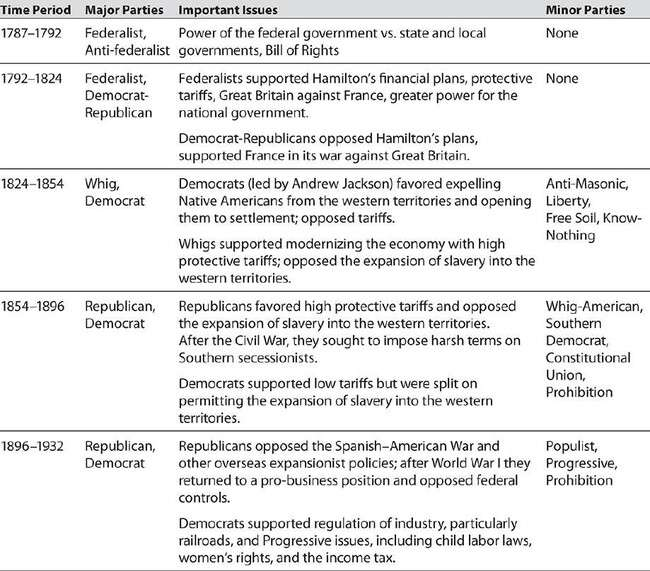 Time Period Major Parties Important Issues Minor Parties
1787–1792 Federalist, Power of the federal government vs. state and local None
Anti-federalist governments, Bill of Rights
1792–1824 Federalist, Federalists supported Hamilton's financial plans, protective None
Democrat- tariffs, Great Britain against France, greater power for the
Republican national government.
Democrat-Republicans opposed Hamilton's plans,
supported France in its war against Great Britain.
1824–1854 Whig, Democrats (led by Andrew Jackson) favored expelling Anti-Masonic,
Democrat Native Americans from the western territories and opening Liberty,
them to settlement; opposed tariffs. Free Soil, Know-
Whigs supported modernizing the economy with high Nothing
protective tariffs; opposed the expansion of slavery into the
western territories.
1854–1896 Republican, Republicans favored high protective tariffs and opposed Whig-American,
Democrat the expansion of slavery into the western territories. Southern
After the Civil War, they sought to impose harsh terms on Democrat,
Southern secessionists. Constitutional
Democrats supported low tariffs but were split on Union,
permitting the expansion of slavery into the western Prohibition
territories.
1896–1932 Republican, Republicans opposed the Spanish–American War and Populist,
Democrat other overseas expansionist policies; after World War I they Progressive,
returned to a pro-business position and opposed federal Prohibition
controls.
Democrats supported regulation of industry, particularly
railroads, and Progressive issues, including child labor laws,
women's rights, and the income tax.